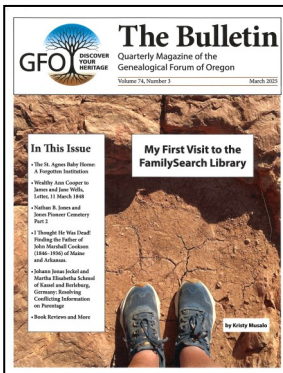 GFO
DISCOVER
YOUR
HERITAGE
The Bulletin
Quarterly Magazine of the
Genealogical Forum of Oregon
Volume 74, Number 3
March 2025
In This Issue
• The St. Agnes Baby Home:
A Forgotten Institution
• Wealthy Ann Cooper to
James and Jane Wells,
Letter, 11 March 1848
• Nathan B. Jones and
Jones Pioneer Cemetery
Part 2
• I Thought He Was Dead!
Finding the Father of
John Marshall Cookson
(1846–1936) of Maine
and Arkansas.
• Johann Jonas Jeckel and
Martha Elisabetha Schnool
of Kassel and Berleburg,
Germany: Resolving
Conflicting Information
on Parentage
• Book Reviews and More
My First Visit to the
FamilySearch Library
by Kristy Musalo